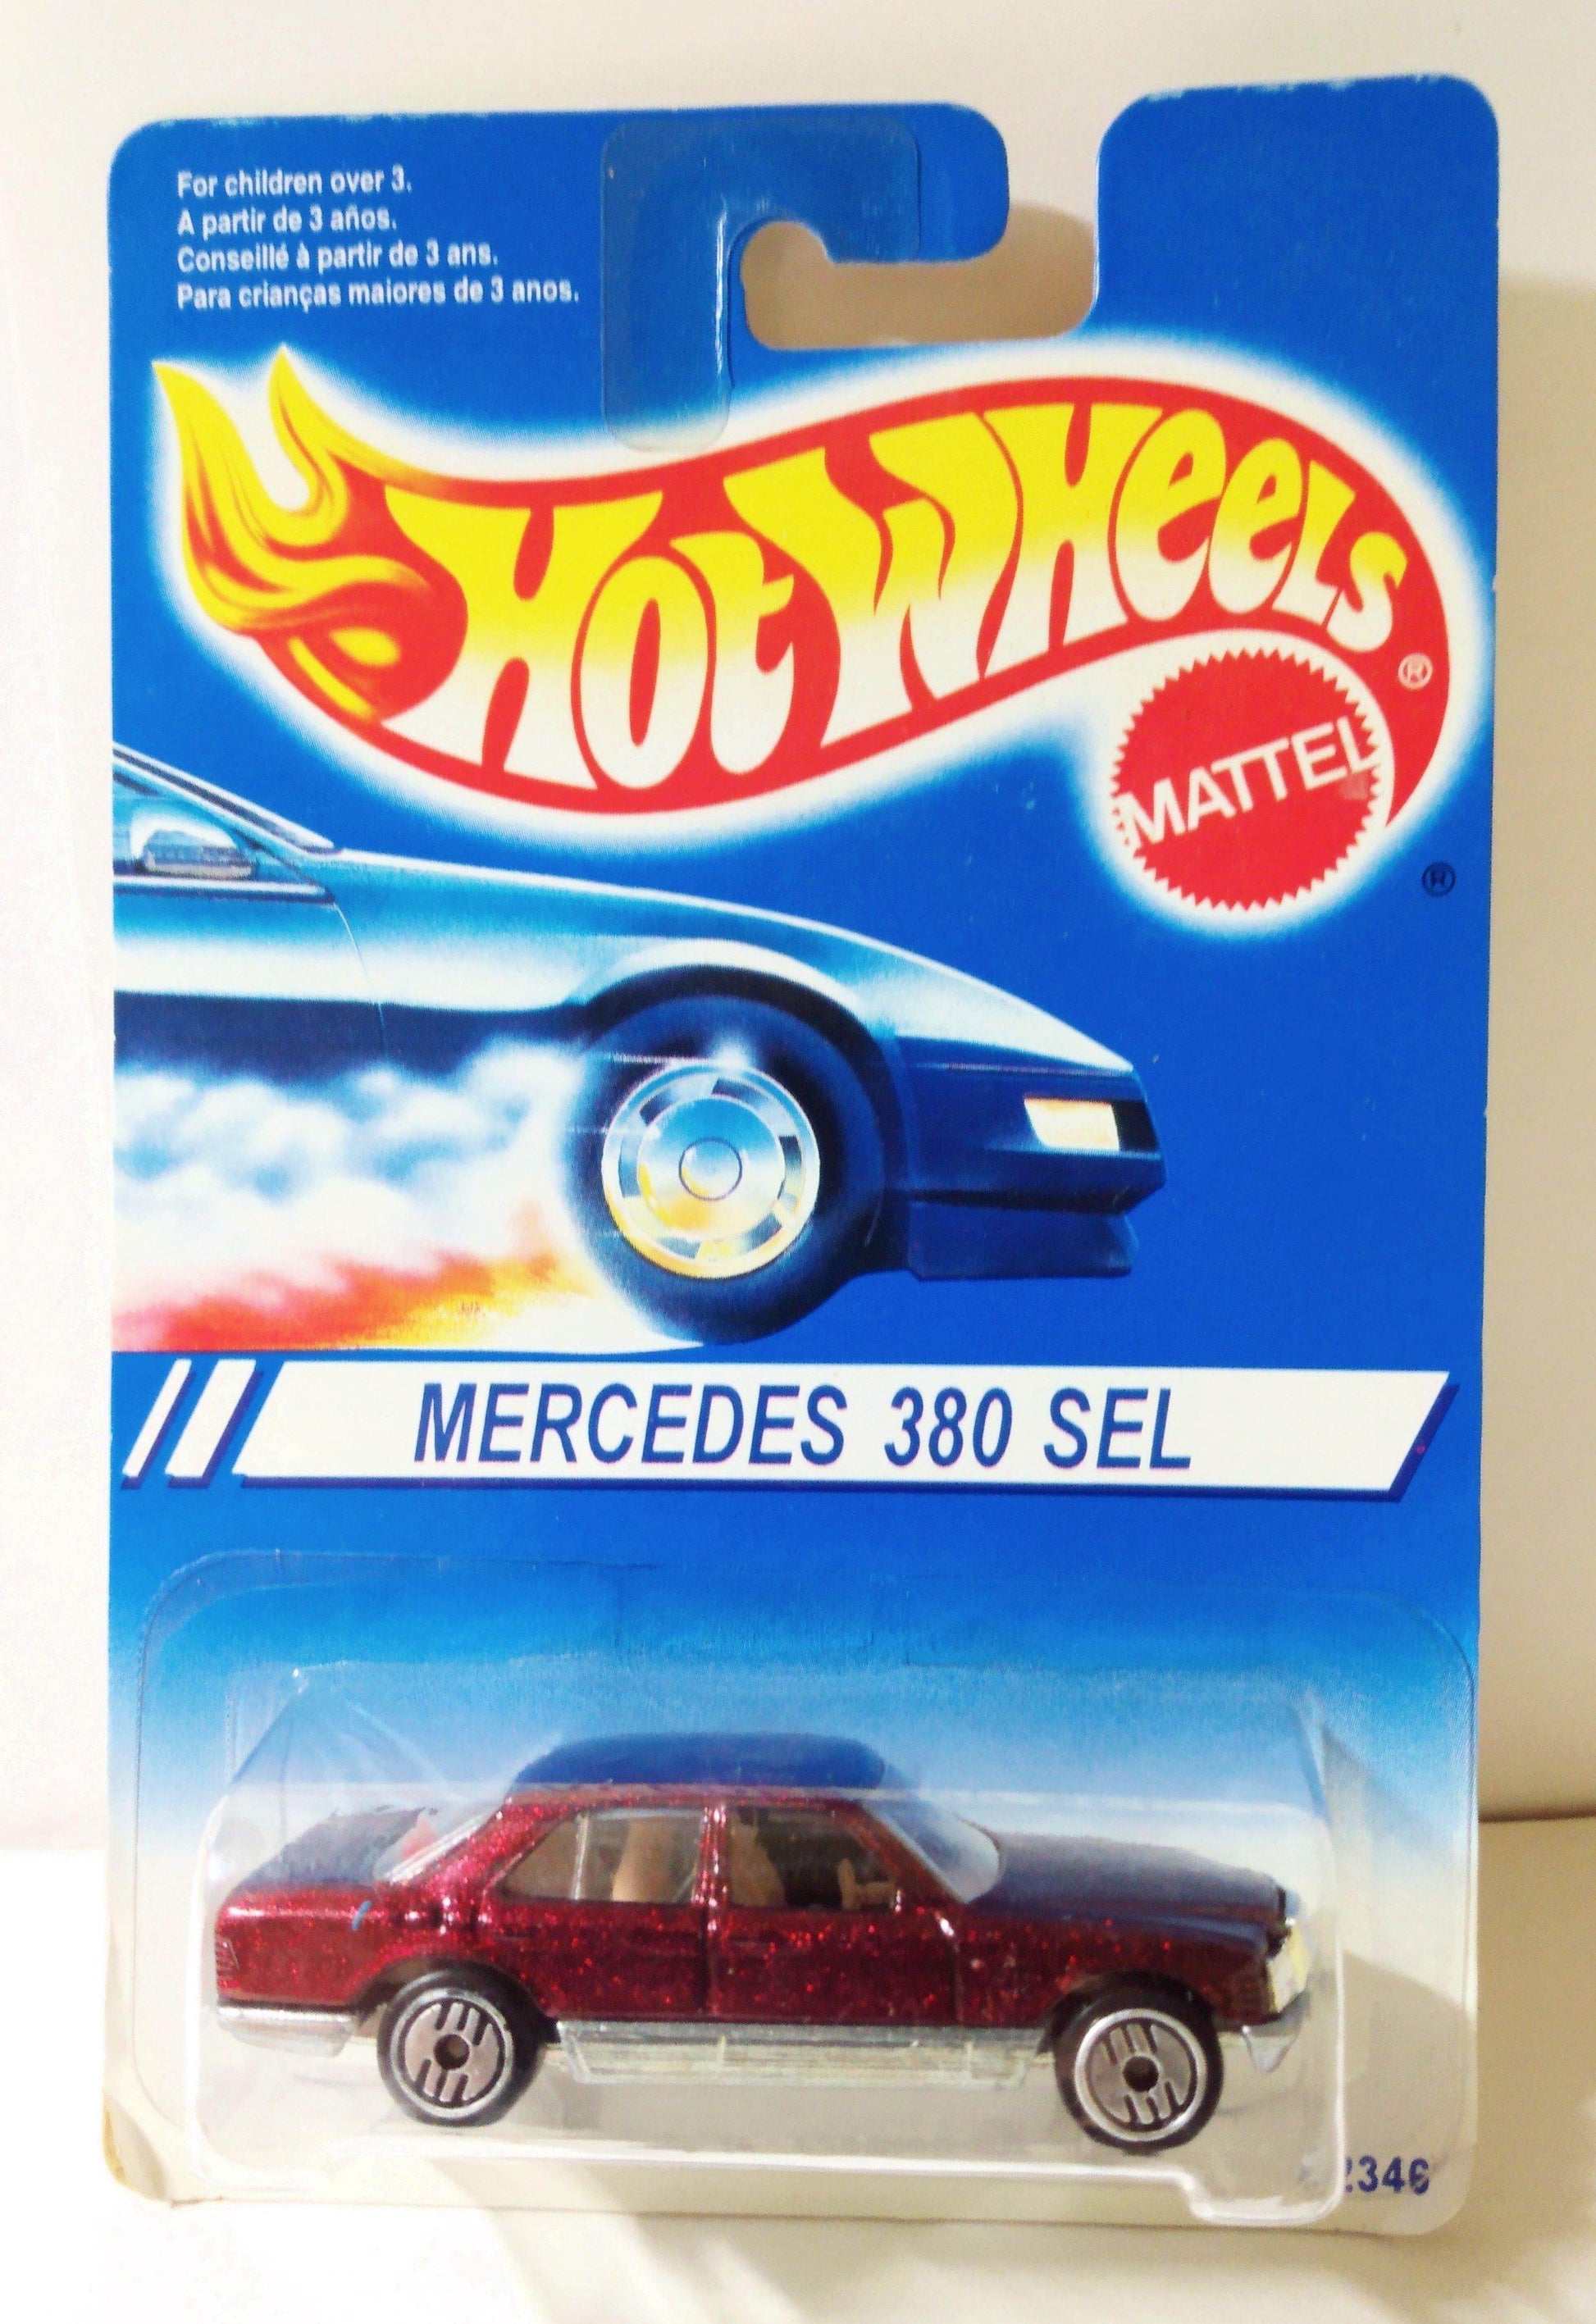 For children over 3.
A partir de 3 años.
Conseillé à partir de 3 ans.
Para crianças maiores de 3 anos.
Hot Wheels ®
MATTEL
®
MERCEDES 380 SEL
2346